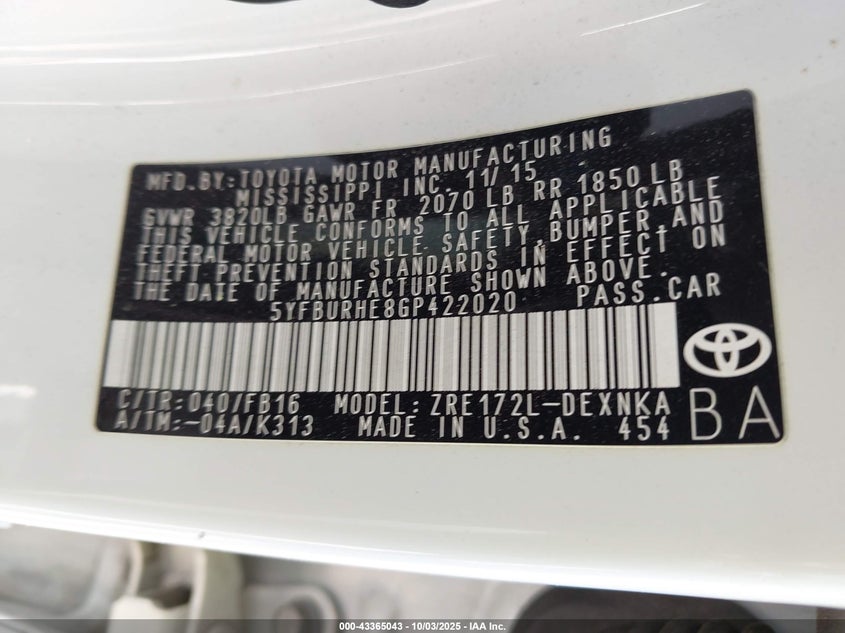 MFD.BY:TOYOTA MOTOR MANUFACTURING
MISSISSIPPI INC. 11/15
GVWR 3820LB GAWR FR 2070 LB RR 1850 LB
THIS VEHICLE CONFORMS TO ALL APPLICABLE
FEDERAL MOTOR VEHICLE SAFETY,BUMPER,AND
THEFT PREVENTION STANDARDS IN EFFECT ON
THE DATE OF MANUFACTURE SHOWN ABOVE.
5YFBURHE8GP422020 PASS.CAR
C/TR:040/FB16 MODEL:ZRE172L-DEXNKA
A/TM:-04A/K313 MADE IN U.S.A. 454
BA
000-43365043 | 10/03/2025 - IAA Inc.